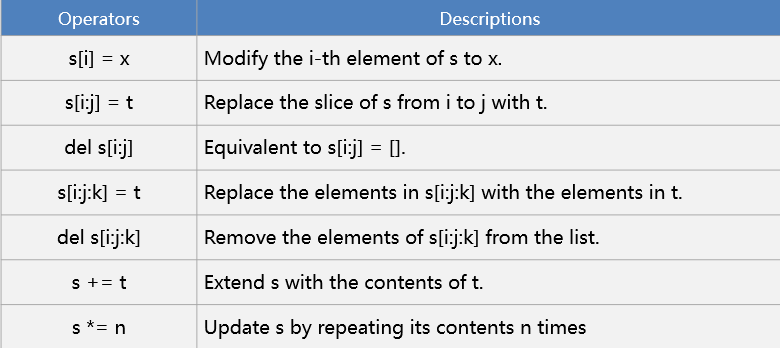 Operators Descriptions
s[i] = x Modify the i-th element of s to x.
s[i:j] = t Replace the slice of s from i to j with t.
del s[i:j] Equivalent to s[i:j] = [].
s[i:j:k] = t Replace the elements in s[i:j:k] with the elements in t.
del s[i:j:k] Remove the elements of s[i:j:k] from the list.
s += t Extend s with the contents of t.
s *= n Update s by repeating its contents n times